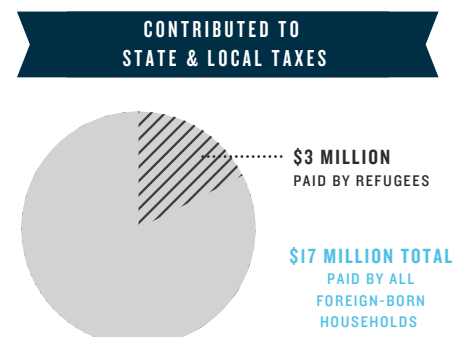 CONTRIBUTED TO
STATE & LOCAL TAXES
$3 MILLION
PAID BY REFUGEES
$17 MILLION TOTAL
PAID BY ALL
FOREIGN-BORN
HOUSEHOLDS